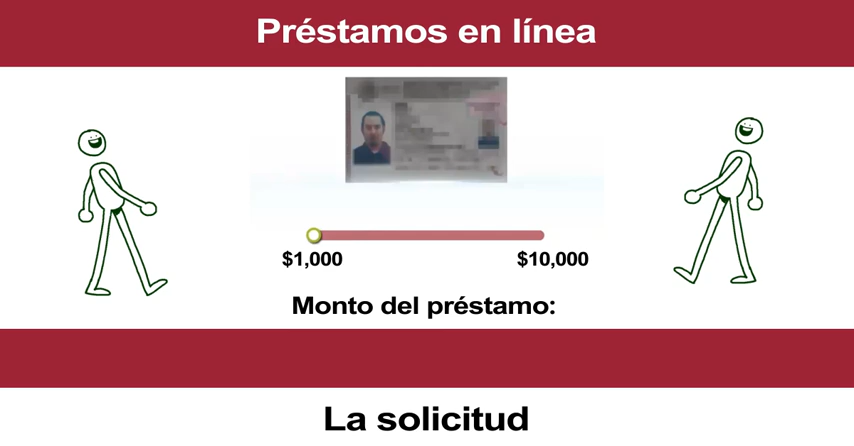 Préstamos en línea
$1,000
$10,000
Monto del préstamo:
La solicitud